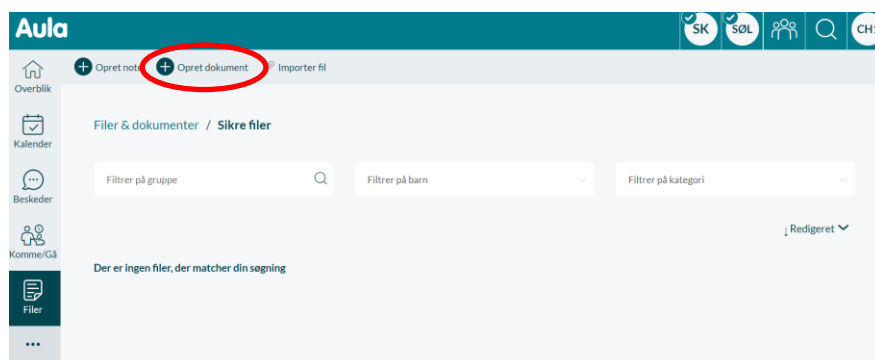 Aula
SK SØL CH
Opret note Opret dokument Importer fil
Overblik
Filer & dokumenter / Sikre filer
Kalender
Filtrer på gruppe Filtrer på barn Filtrer på kategori
Beskeder
↓ Redigeret
Komme/Gå
Der er ingen filer, der matcher din søgning
Filer
...